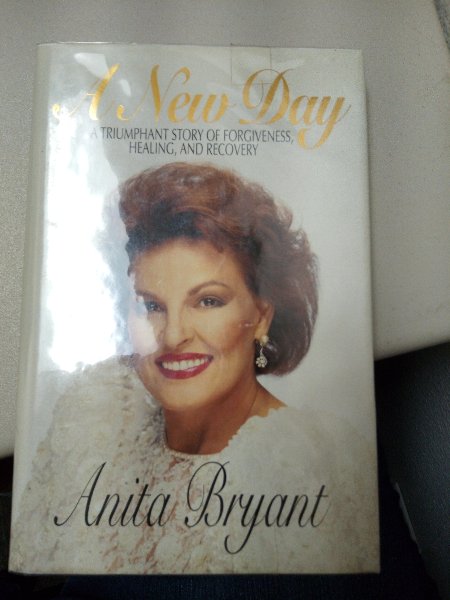 A New Day
A TRIUMPHANT STORY OF FORGIVENESS,
HEALING, AND RECOVERY
Anita Bryant